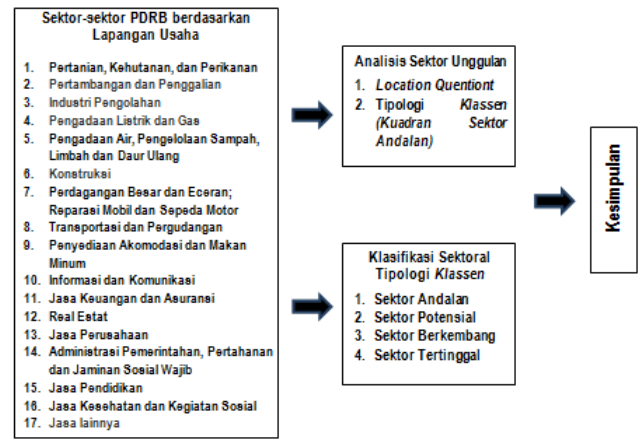 Sektor-sektor PDRB berdasarkan
Lapangan Usaha
1. Pertanian, Kehutanan, dan Perikanan
2. Pertambangan dan Penggalian
3. Industri Pengolahan
4. Pengadaan Listrik dan Gas
5. Pengadaan Air, Pengelolaan Sampah,
Limbah dan Daur Ulang
6. Konstruksi
7. Perdagangan Besar dan Eceran;
Reparasi Mobil dan Sepeda Motor
8. Transportasi dan Pergudangan
9. Penyediaan Akomodasi dan Makan
Minum
10. Informasi dan Komunikasi
11. Jasa Keuangan dan Asuransi
12. Real Estat
13. Jasa Perusahaan
14. Administrasi Pemerintahan, Pertahanan
dan Jaminan Sosial Wajib
15. Jasa Pendidikan
16. Jasa Kesehatan dan Kegiatan Sosial
17. Jasa lainnya
Analisis Sektor Unggulan
1. Location Quentiont
2. Tipologi Klassen
(Kuadran Sektor
Andalan)
Klasifikasi Sektoral
Tipologi Klassen
1. Sektor Andalan
2. Sektor Potensial
3. Sektor Berkembang
4. Sektor Tertinggal
Kesimpulan